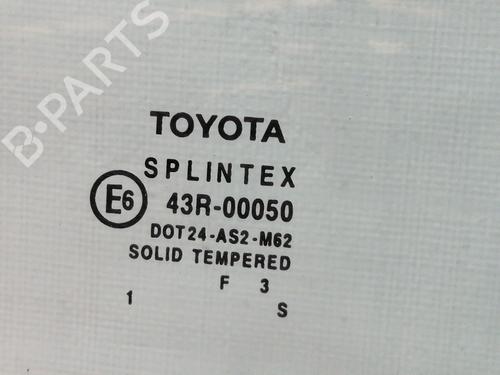 B·PARTS
TOYOTA
SPLINTEX
E6 43R-00050
DOT24-AS2-M62
SOLID TEMPERED
F 3
1 S